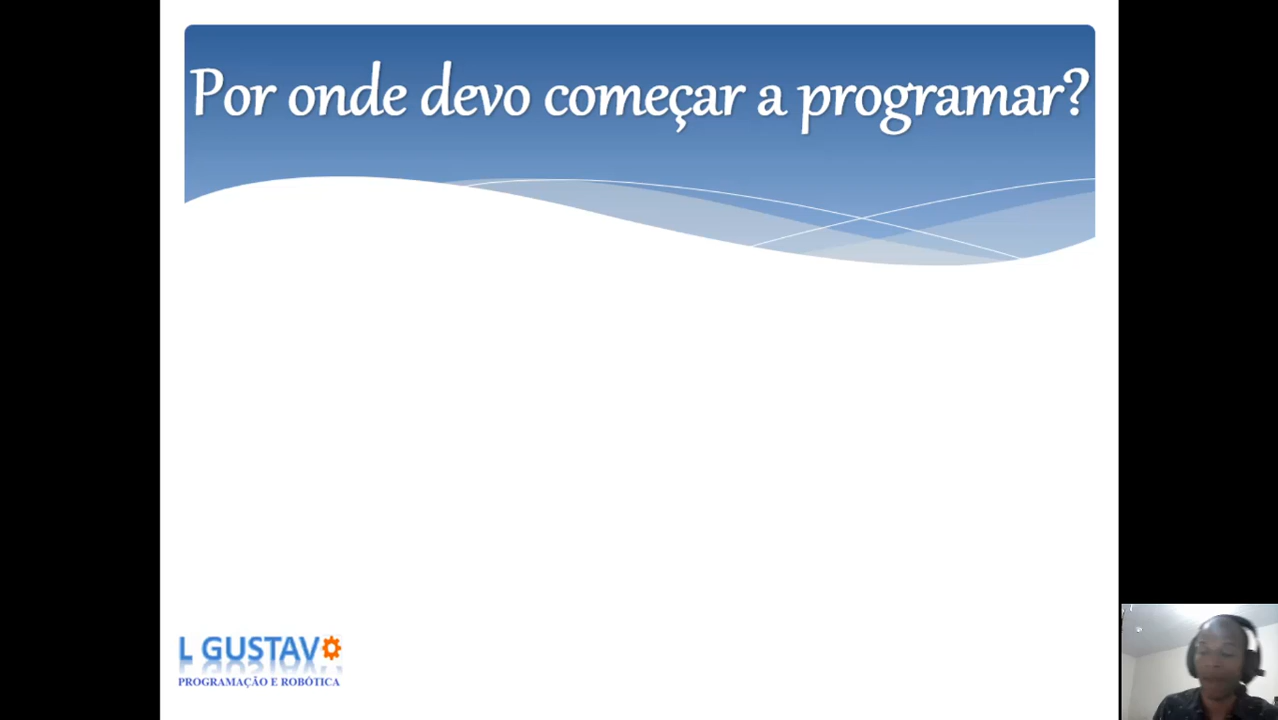 Por onde devo começar a programar?
L GUSTAVO
PROGRAMAÇÃO E ROBÓTICA